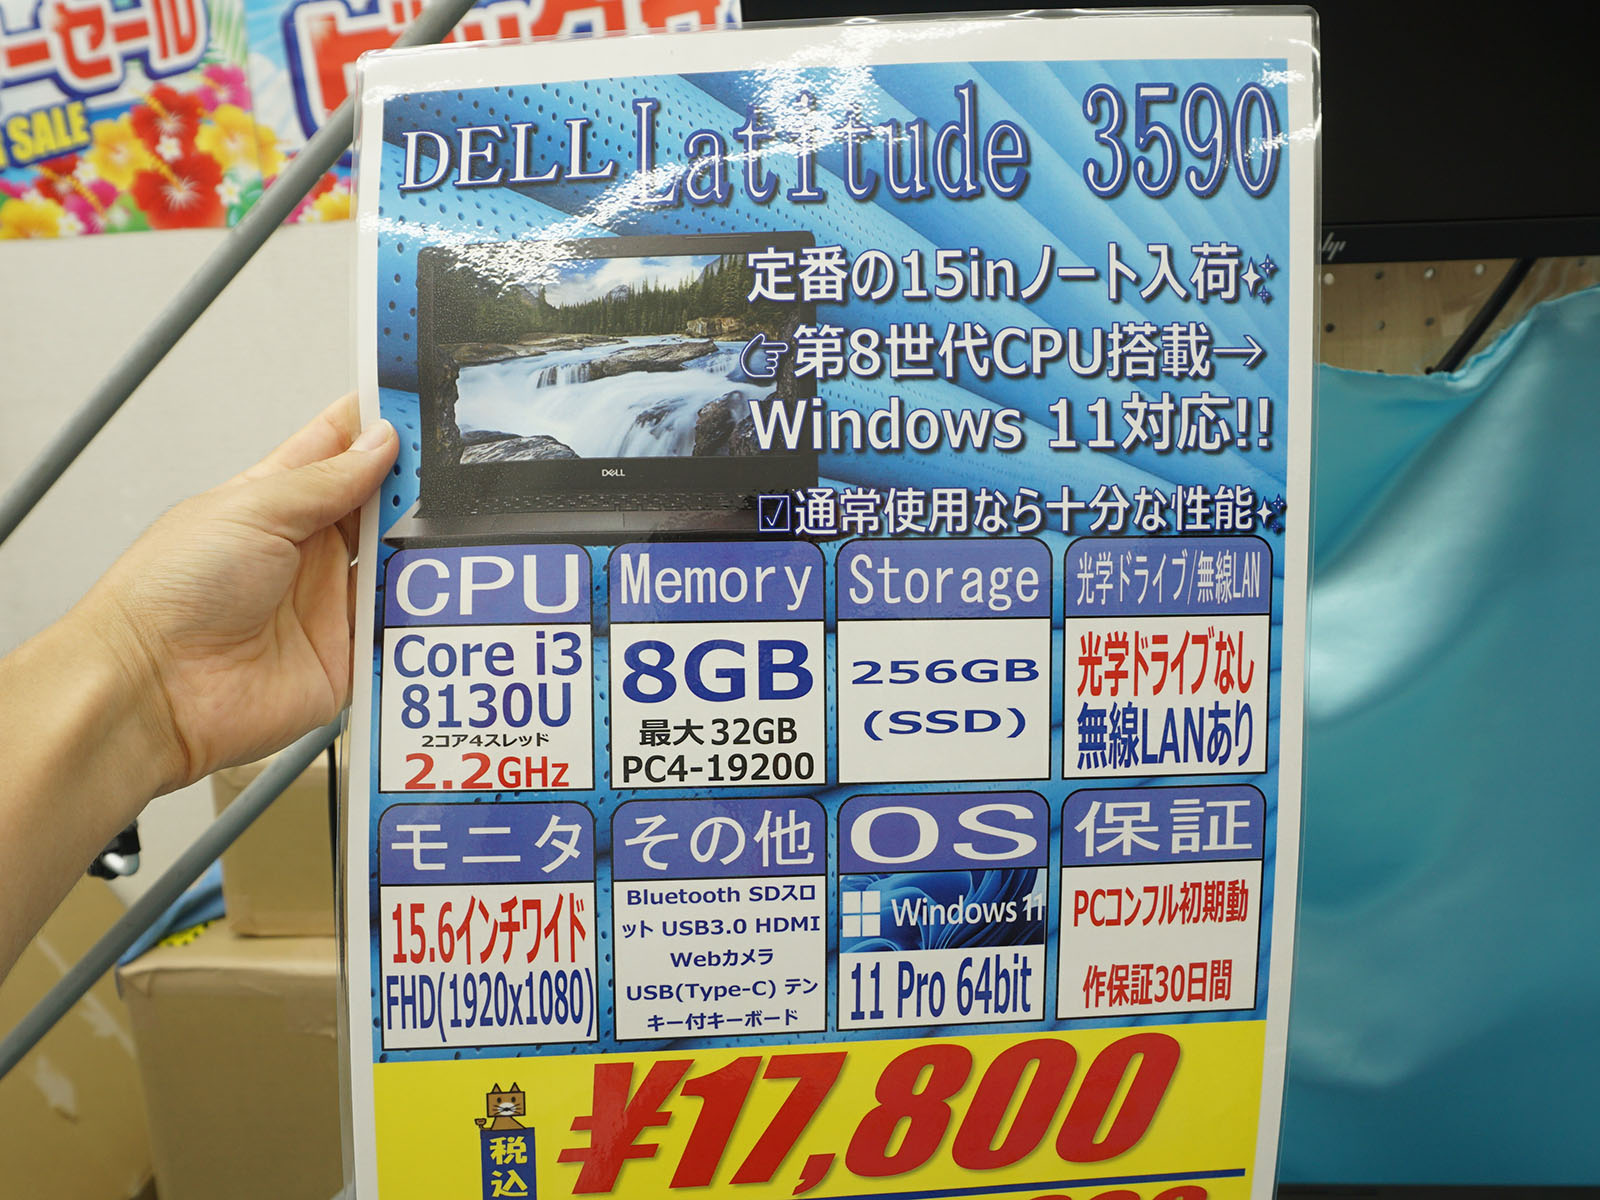 ーセール
SALE
DELL Latitude 3590
定番の15inノート入荷
第8世代CPU搭載→
Windows 11対応!!
DELL
☑通常使用なら十分な性能
CPU
Core i3
8130U
2コア4スレッド
2.2GHz
Memory
8GB
最大32GB
PC4-19200
Storage
256GB
(SSD)
光学ドライブ/無線LAN
光学ドライブなし
無線LANあり
モニタ
15.6インチワイド
FHD(1920x1080)
その他
Bluetooth SDスロ
ット USB3.0 HDMI
Webカメラ
USB(Type-C) テン
キー付キーボード
OS
Windows 11
11 Pro 64bit
保証
PCコンフル初期動
作保証30日間
税込
¥17,800
hp